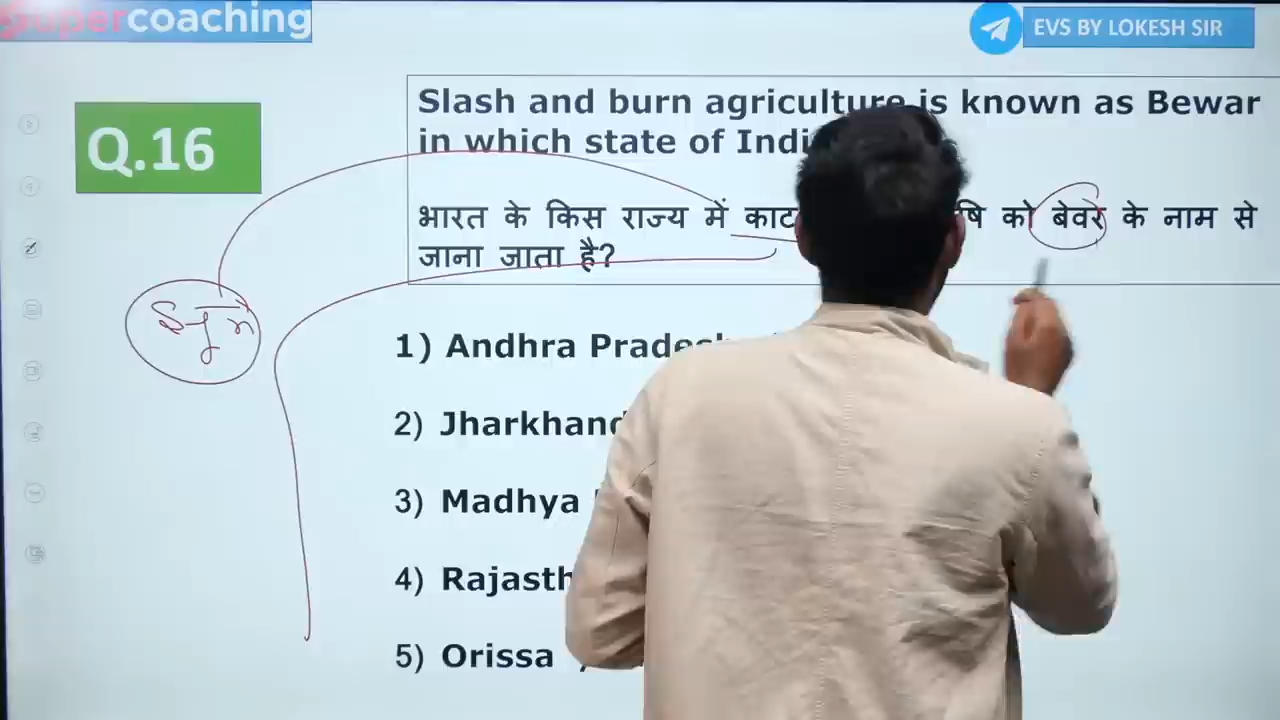 Supercoaching
EVS BY LOKESH SIR
Q.16
Slash and burn agriculture is known as Bewar
in which state of Indi
भारत के किस राज्य में काट को बेवर के नाम से
जाना जाता है?
1) Andhra Prades
2) Jharkhand
3) Madhya
4) Rajasth
5) Orissa